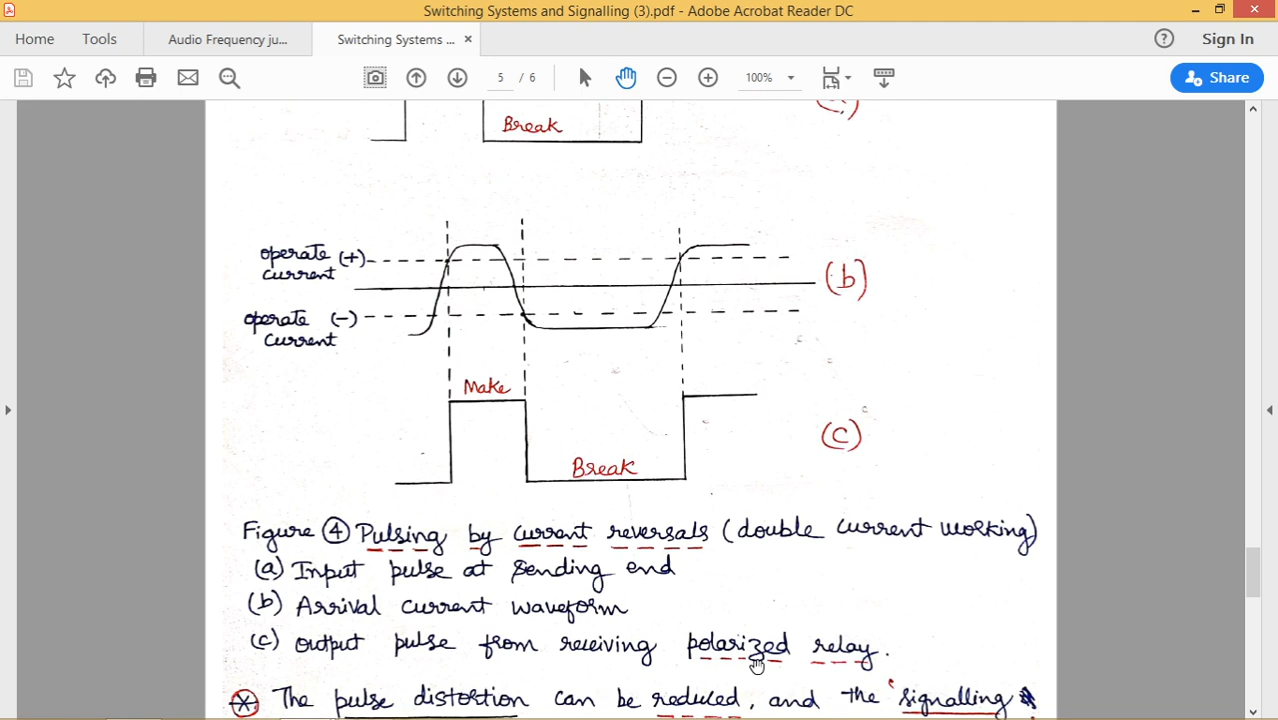 Switching Systems and Signalling (3).pdf - Adobe Acrobat Reader DC
Home Tools Audio Frequency ju... Switching Systems ... × Sign In
5 / 6 100% Share
Break
operate (+)
current
(b)
operate (-)
current
Make
(c)
Break
Figure 4 Pulsing by current reversals (double current working)
(a) Input pulse at sending end
(b) Arrival current waveform
(c) Output pulse from receiving polarized relay.
* The pulse distortion can be reduced, and the signalling